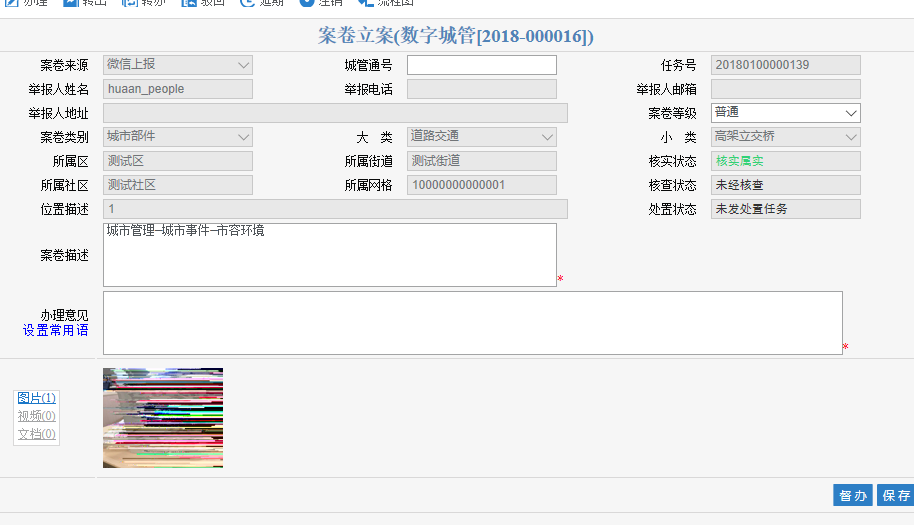 办理 转出 转办 驳回 延期 注销 流程图
案卷立案(数字城管[2018-000016])
案卷来源 微信上报 城管通号 任务号 20180100000139
举报人姓名 huaan_people 举报电话 举报人邮箱
举报人地址 案卷等级 普通
案卷类别 城市部件 大 类 道路交通 小 类 高架立交桥
所属区 测试区 所属街道 测试街道 核实状态 核实属实
所属社区 测试社区 所属网格 10000000000001 核查状态 未经核查
位置描述 1 处置状态 未发处置任务
案卷描述 城市管理—城市事件—市容环境 *
办理意见
设置常用语 *
图片(1)
视频(0)
文档(0)
督办 保存